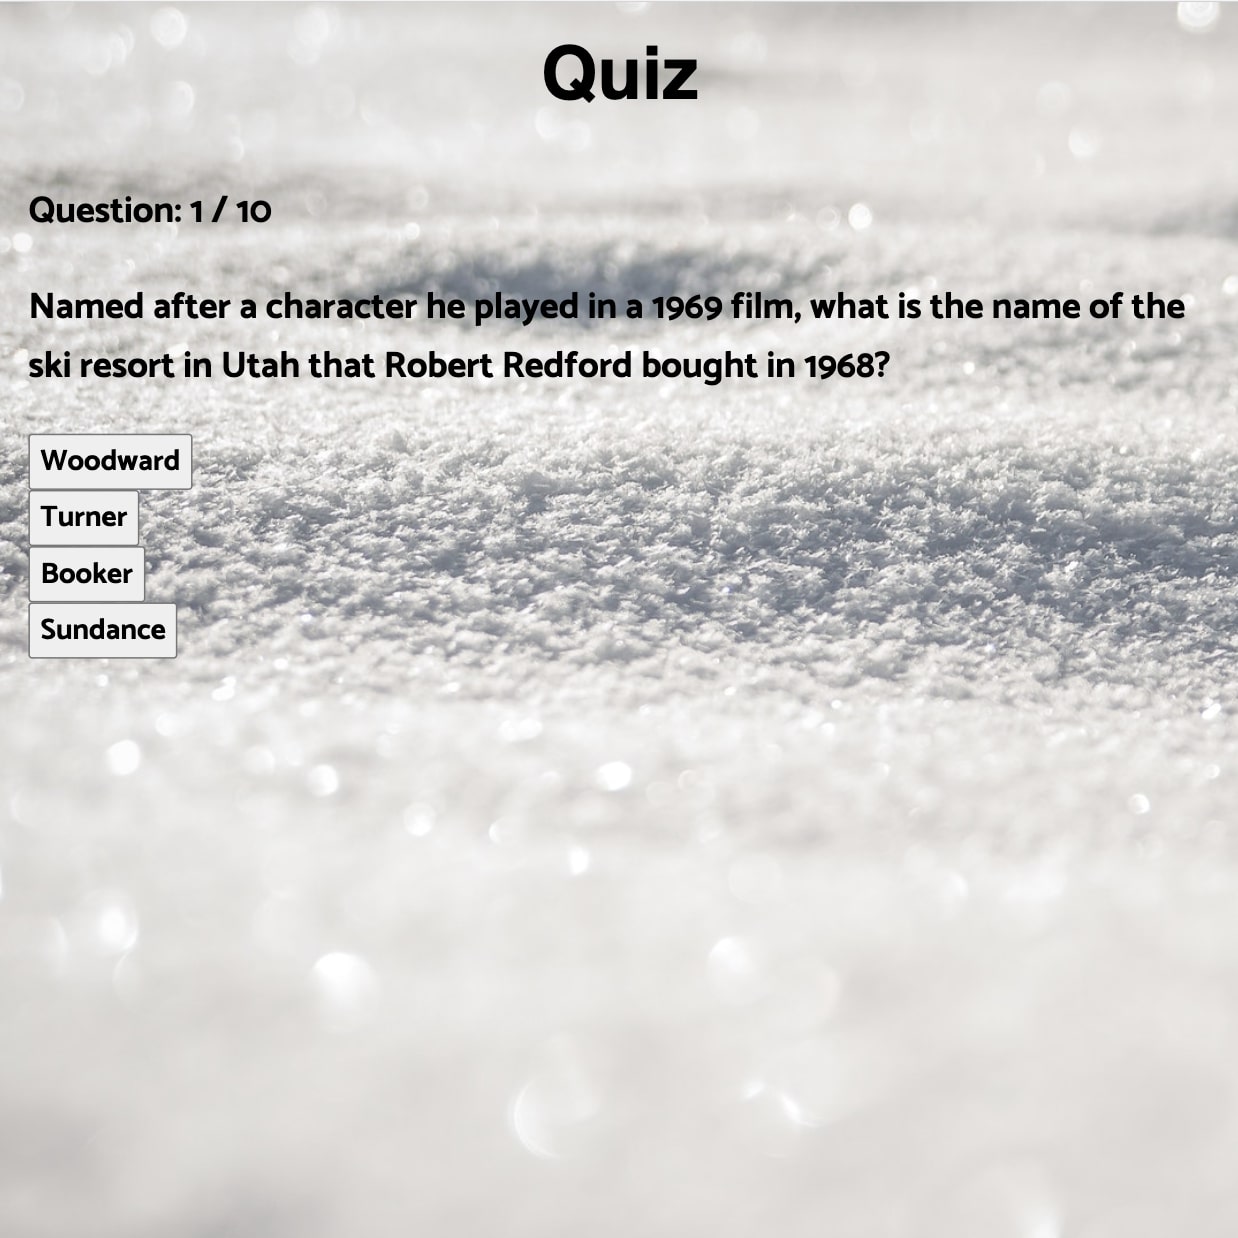 Quiz
Question: 1 / 10
Named after a character he played in a 1969 film, what is the name of the
ski resort in Utah that Robert Redford bought in 1968?
Woodward
Turner
Booker
Sundance